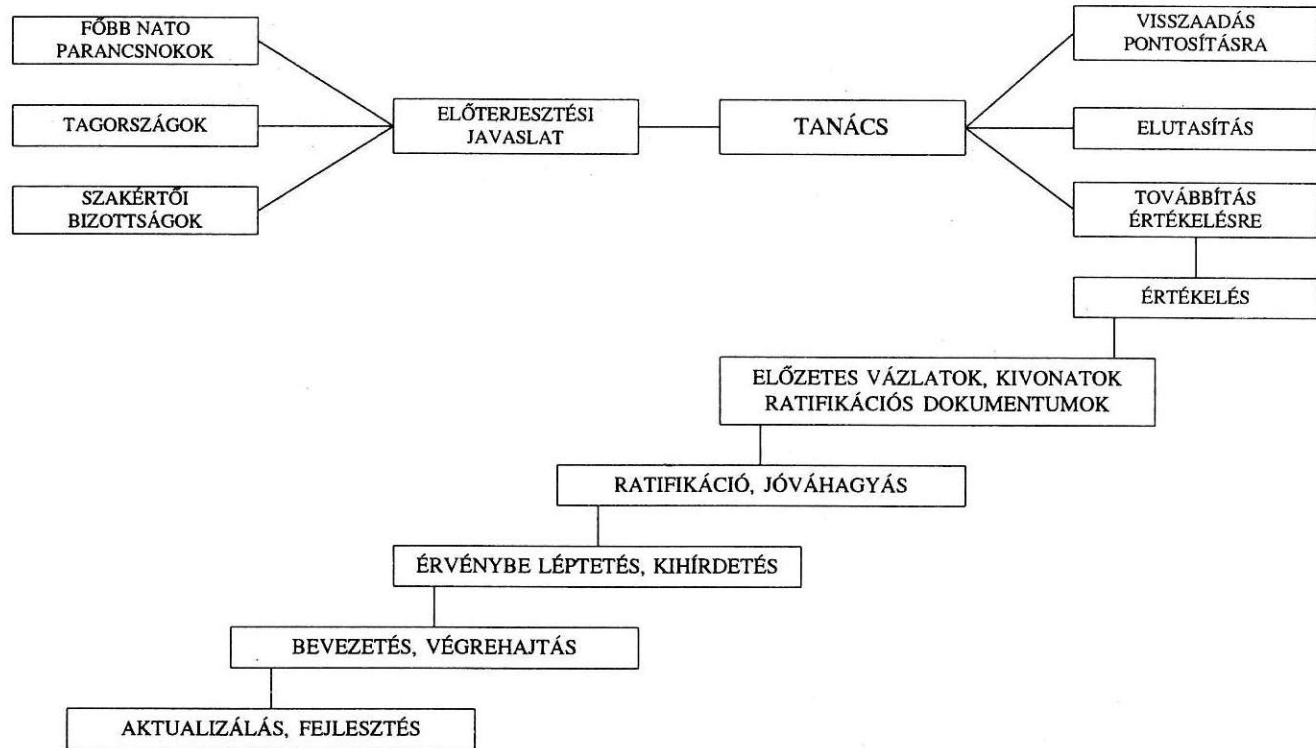 FŐBB NATO
PARANCSNOKOK
TAGORSZÁGOK
SZAKÉRTŐI
BIZOTTSÁGOK
ELŐTERJESZTÉSI
JAVASLAT
TANÁCS
VISSZAADÁS
PONTOSÍTÁSRA
ELUTASÍTÁS
TOVÁBBÍTÁS
ÉRTÉKELÉSRE
ÉRTÉKELÉS
ELŐZETES VÁZLATOK, KIVONATOK
RATIFIKÁCIÓS DOKUMENTUMOK
RATIFIKÁCIÓ, JÓVÁHAGYÁS
ÉRVÉNYBE LÉPTETÉS, KIHÍRDETÉS
BEVEZETÉS, VÉGREHAJTÁS
AKTUALIZÁLÁS, FEJLESZTÉS